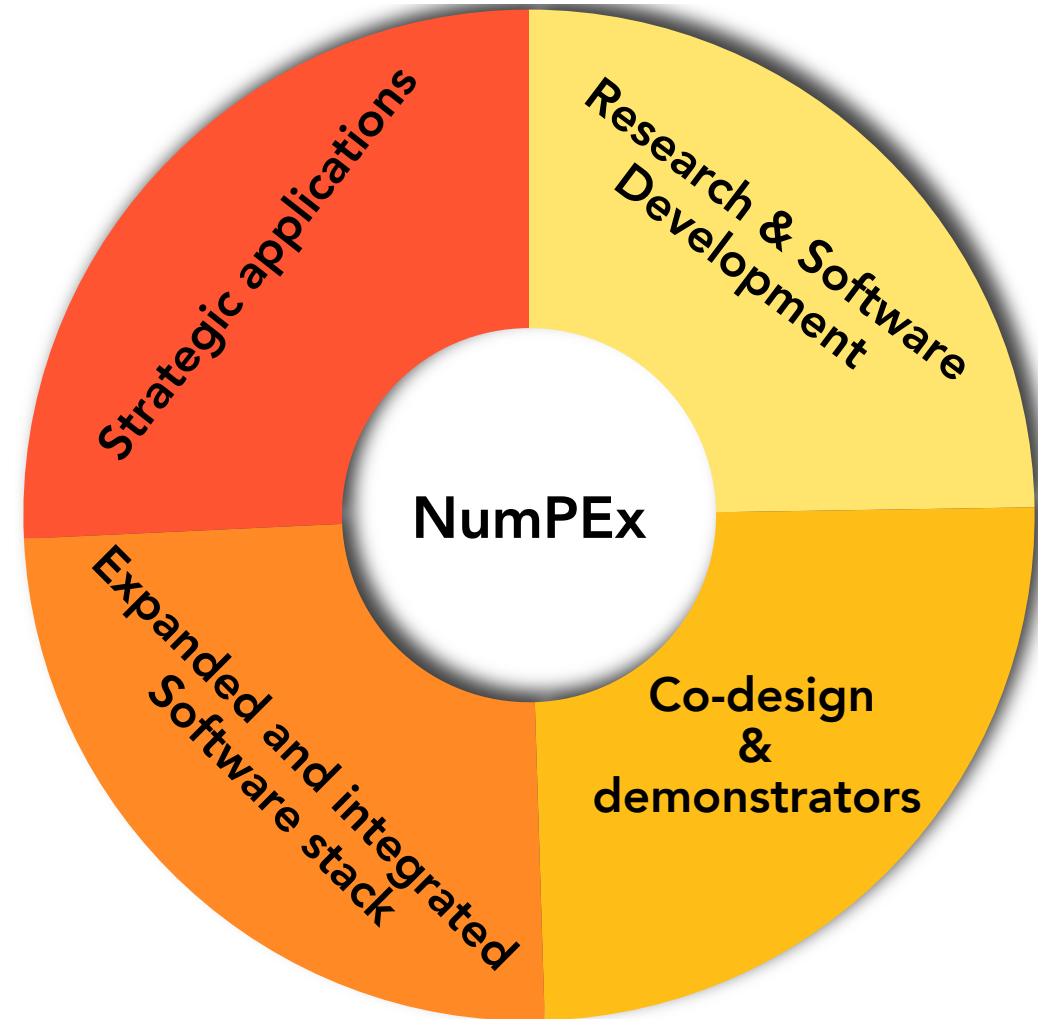 Strategic applications
Research & Software
Development
NumPEx
Expanded and integrated
Software stack
Co-design
&
demonstrators